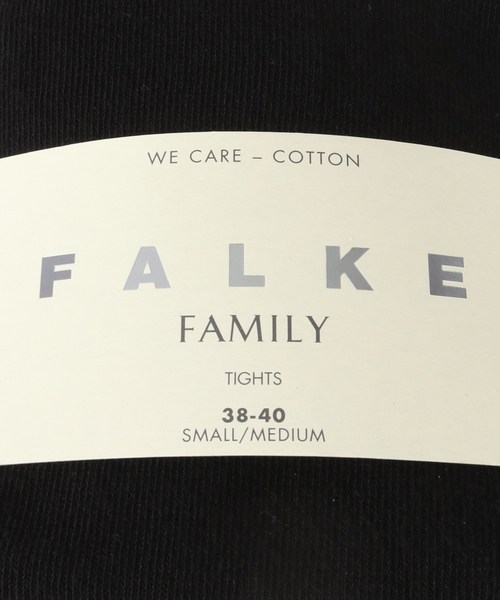 WE CARE – COTTON
FALKE
FAMILY
TIGHTS
38-40
SMALL/MEDIUM